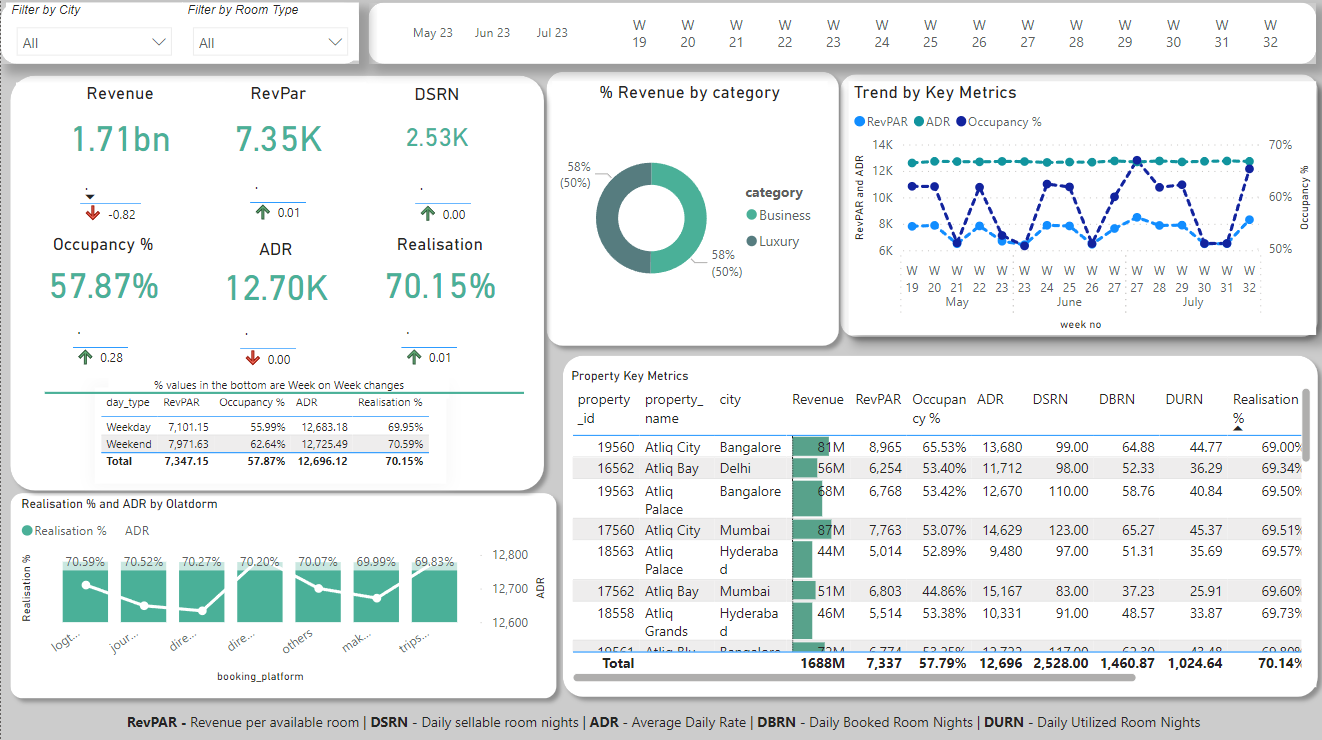 Filter by City
Filter by Room Type
All
All
May 23 Jun 23 Jul 23
W 19 W 20 W 21 W 22 W 23 W 24 W 25 W 26 W 27 W 28 W 29 W 30 W 31 W 32
Revenue RevPar DSRN
1.71bn 7.35K 2.53K
-0.82 0.01 0.00
Occupancy % ADR Realisation
57.87% 12.70K 70.15%
0.28 0.00 0.01
% values in the bottom are Week on Week changes
day_type RevPAR Occupancy % ADR Realisation %
Weekday 7,101.15 55.99% 12,683.18 69.95%
Weekend 7,971.63 62.64% 12,725.49 70.59%
Total 7,347.15 57.87% 12,696.12 70.15%
% Revenue by category
58%
(50%)
58%
(50%)
category
Business
Luxury
Trend by Key Metrics
RevPAR ADR Occupancy %
RevPAR and ADR
14K
12K
10K
8K
6K
70%
60%
50%
Occupancy %
W W W W W W W W W W W W W W W W
19 20 21 22 23 23 24 25 26 27 27 28 29 30 31 32
May June July
week no
Realisation % and ADR by Olatdorm
Realisation % ADR
Realisation %
70.59% 70.52% 70.27% 70.20% 70.07% 69.99% 69.83%
12,800
12,700
12,600
ADR
logt... jour... dire... dire... others mak... trips...
booking_platform
Property Key Metrics
property property_ city Revenue RevPAR Occupan ADR DSRN DBRN DURN Realisation
_id name cy % %
19560 Atliq City Bangalore 81M 8,965 65.53% 13,680 99.00 64.88 44.77 69.00%
16562 Atliq Bay Delhi 56M 6,254 53.40% 11,712 98.00 52.33 36.29 69.34%
19563 Atliq Bangalore 68M 6,768 53.42% 12,670 110.00 58.76 40.84 69.50%
Palace
17560 Atliq City Mumbai 87M 7,763 53.07% 14,629 123.00 65.27 45.37 69.51%
18563 Atliq Hyderaba 44M 5,014 52.89% 9,480 97.00 51.31 35.69 69.57%
Palace d
17562 Atliq Bay Mumbai 51M 6,803 44.86% 15,167 83.00 37.23 25.91 69.60%
18558 Atliq Hyderaba 46M 5,514 53.38% 10,331 91.00 48.57 33.87 69.73%
Grands d
Total 1688M 7,337 57.79% 12,696 2,528.00 1,460.87 1,024.64 70.14%
RevPAR - Revenue per available room | DSRN - Daily sellable room nights | ADR - Average Daily Rate | DBRN - Daily Booked Room Nights | DURN - Daily Utilized Room Nights